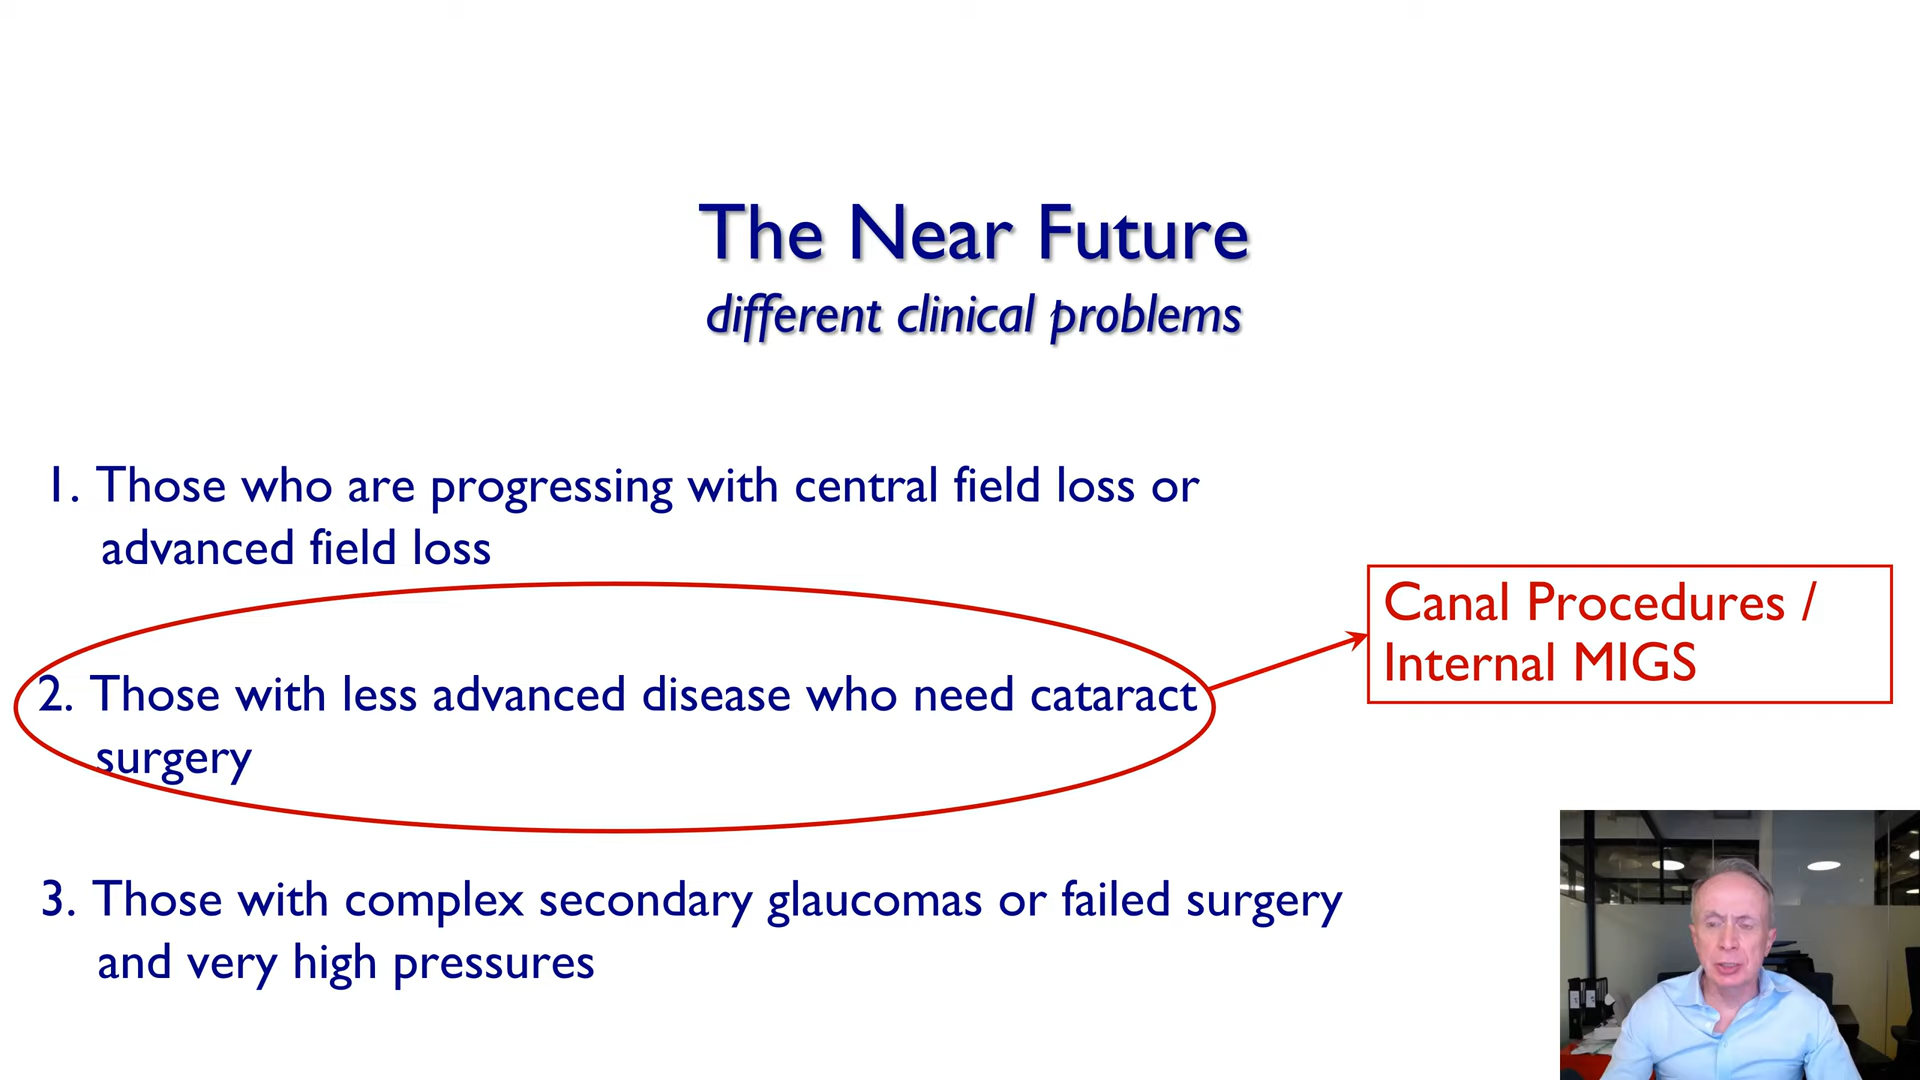 The Near Future
different clinical problems
1. Those who are progressing with central field loss or
advanced field loss
2. Those with less advanced disease who need cataract
surgery
Canal Procedures /
Internal MIGS
3. Those with complex secondary glaucomas or failed surgery
and very high pressures